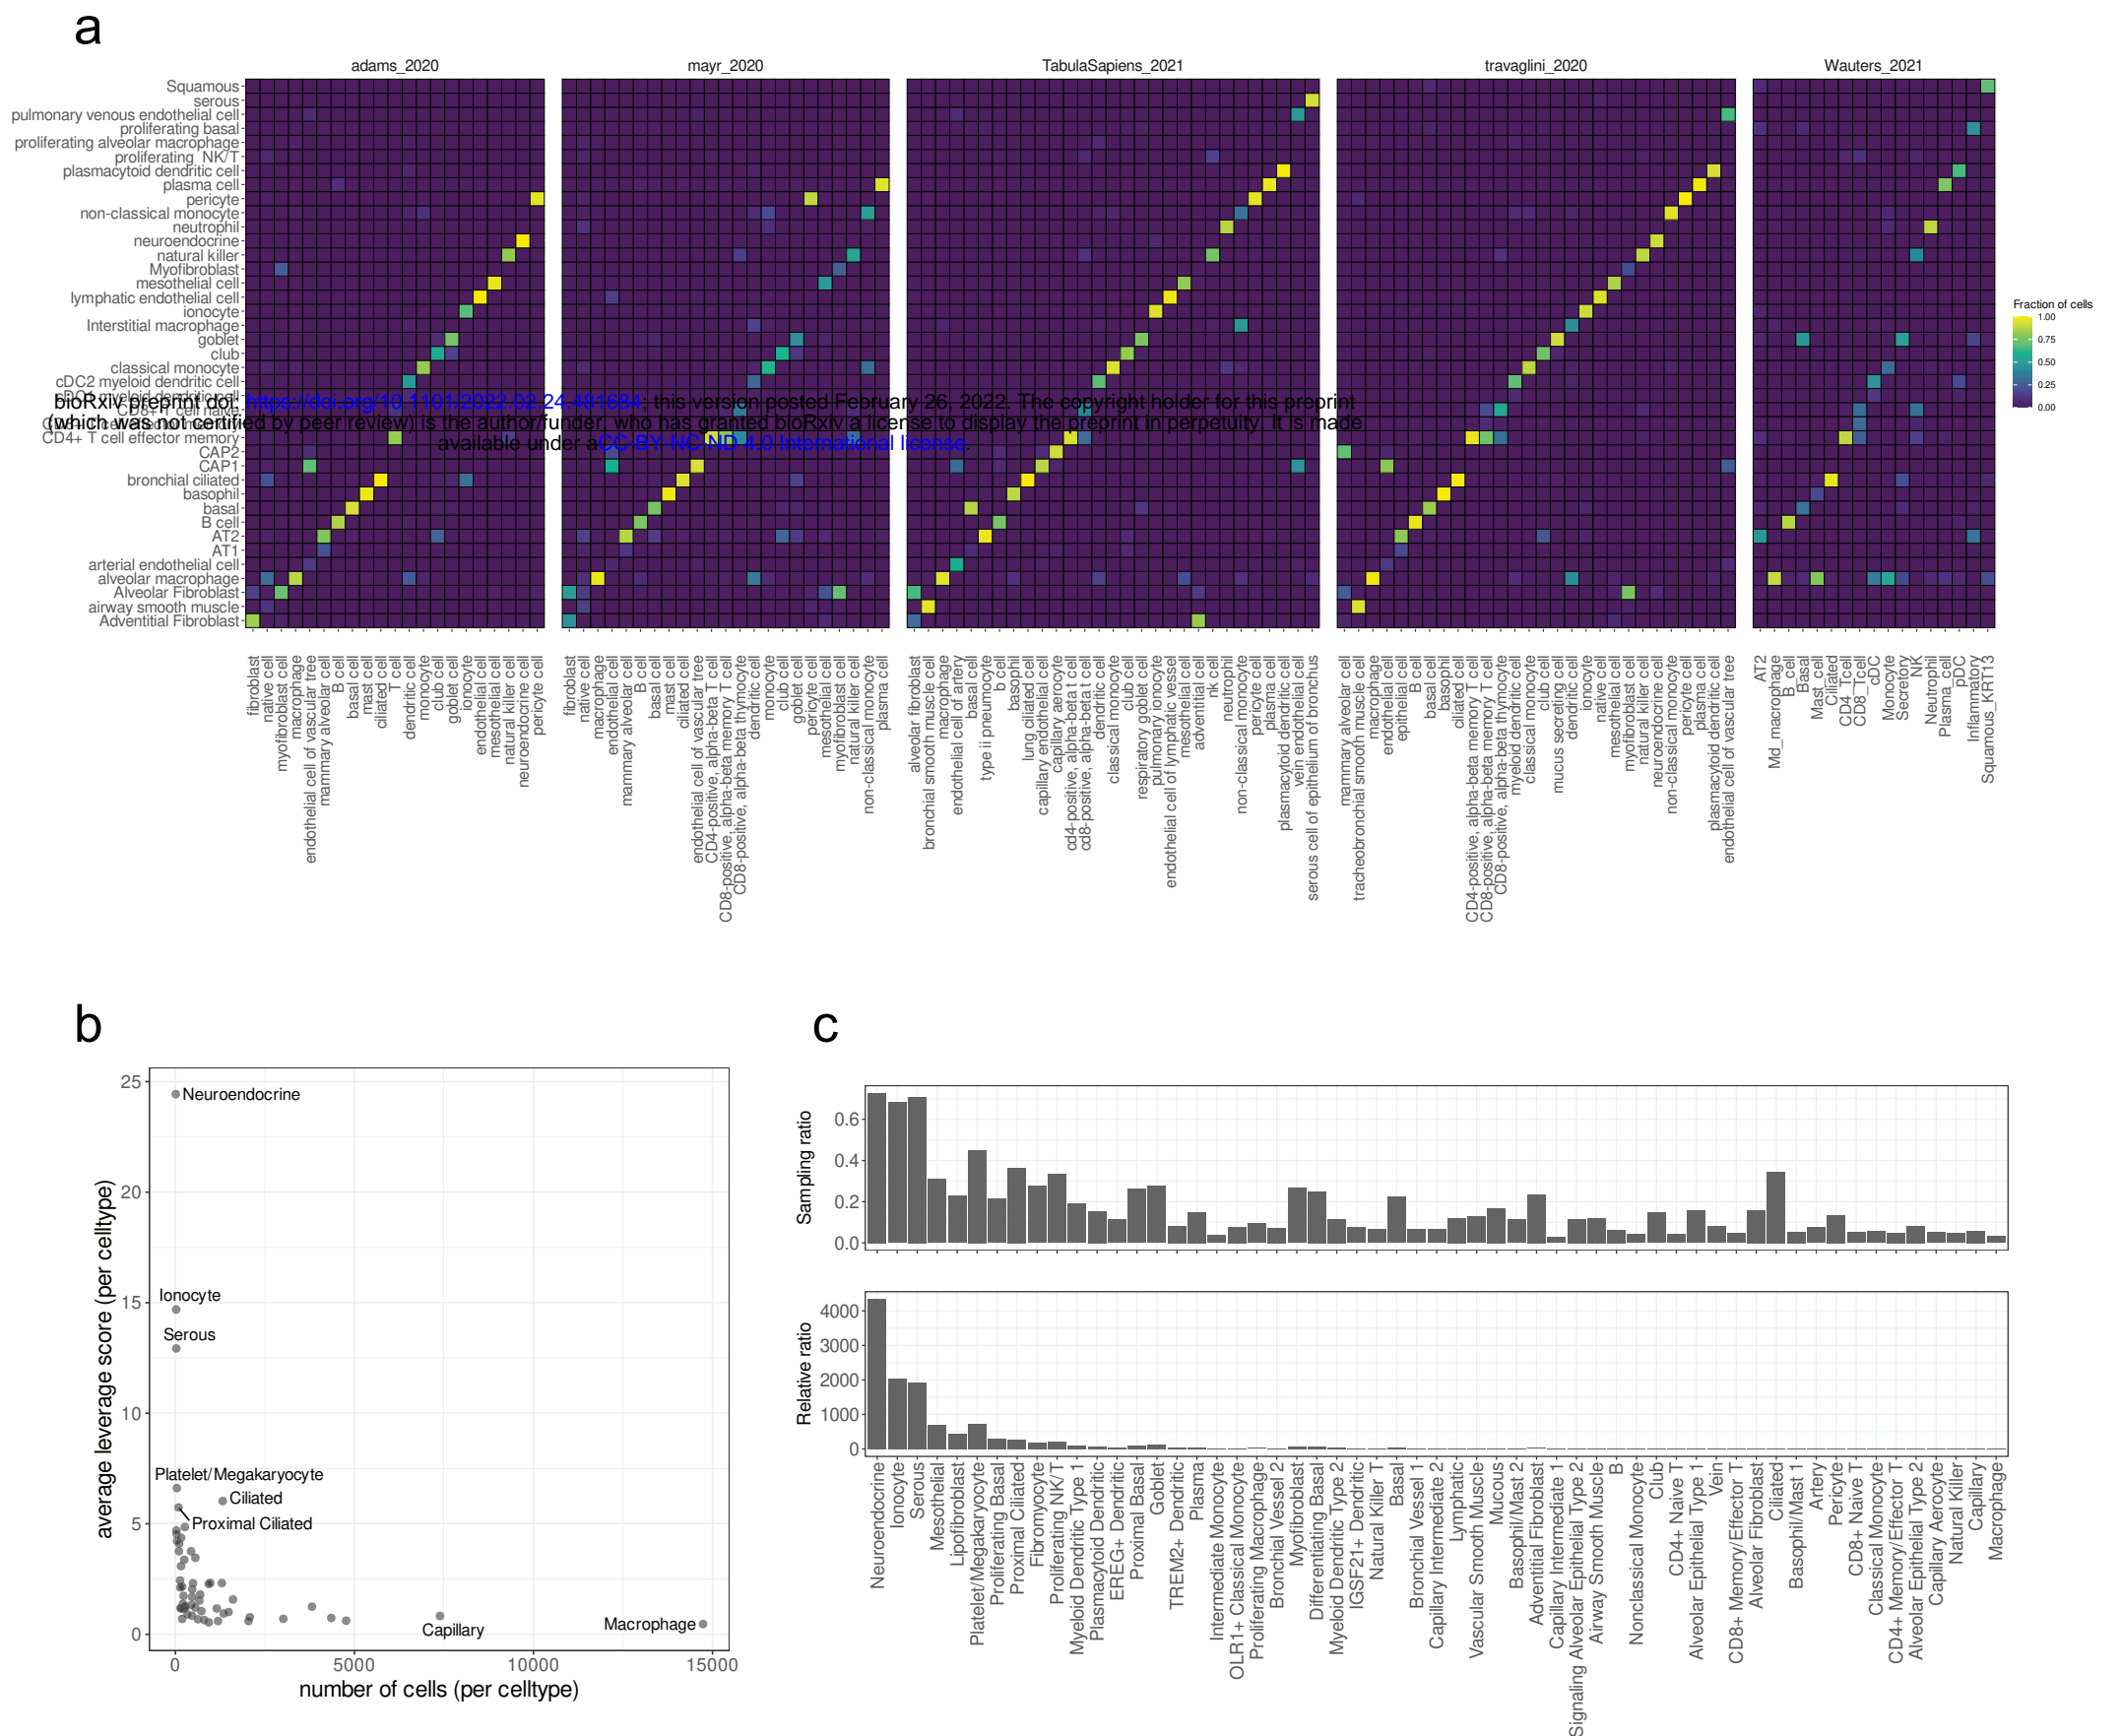 a
adams_2020
mayr_2020
TabulaSapiens_2021
travaglini_2020
Wauters_2021
Squamous
serous
pulmonary venous endothelial cell
proliferating basal
proliferating alveolar macrophage
proliferating NK/T
plasmacytoid dendritic cell
plasma cell
pericyte
non-classical monocyte
neutrophil
neuroendocrine
natural killer
Myofibroblast
mesothelial cell
lymphatic endothelial cell
ionocyte
Interstitial macrophage
goblet
club
classical monocyte
cDC2 myeloid dendritic cell
cDC1 myeloid dendritic cell
CD8+ T cell naive
CD4+ T cell effector memory
CAP2
CAP1
bronchial ciliated
basophil
basal
B cell
AT2
AT1
arterial endothelial cell
alveolar macrophage
Alveolar Fibroblast
airway smooth muscle
Adventitial Fibroblast
bioRxiv preprint doi: https://doi.org/10.1101/2022.02.24.481684; this version posted February 26, 2022. The copyright holder for this preprint
(which was not certified by peer review) is the author/funder, who has granted bioRxiv a license to display the preprint in perpetuity. It is made
available under aCC-BY-NC-ND 4.0 International license.
Fraction of cells
1.00
0.75
0.50
0.25
0.00
fibroblast
native cell
myofibroblast cell
macrophage
endothelial cell of vascular tree
mammary alveolar cell
B cell
basal cell
mast cell
ciliated cell
T cell
dendritic cell
monocyte
club cell
goblet cell
ionocyte
endothelial cell
mesothelial cell
natural killer cell
neuroendocrine cell
pericyte cell
fibroblast
native cell
macrophage
endothelial cell
mammary alveolar cell
B cell
basal cell
mast cell
ciliated cell
endothelial cell of vascular tree
CD4-positive, alpha-beta T cell
CD8-positive, alpha-beta memory T cell
CD8-positive, alpha-beta thymocyte
dendritic cell
monocyte
club cell
goblet cell
pericyte cell
mesothelial cell
myofibroblast cell
natural killer cell
non-classical monocyte
plasma cell
alveolar fibroblast
bronchial smooth muscle cell
macrophage
endothelial cell of artery
basal cell
type ii pneumocyte
b cell
basophil
lung ciliated cell
capillary endothelial cell
capillary aerocyte
cd4-positive, alpha-beta t cell
cd8-positive, alpha-beta t cell
dendritic cell
classical monocyte
club cell
respiratory goblet cell
pulmonary ionocyte
endothelial cell of lymphatic vessel
mesothelial cell
adventitial cell
nk cell
neutrophil
non-classical monocyte
pericyte cell
plasma cell
plasmacytoid dendritic cell
vein endothelial cell
serous cell of epithelium of bronchus
mammary alveolar cell
tracheobronchial smooth muscle cell
macrophage
endothelial cell
epithelial cell
B cell
basal cell
basophil
ciliated cell
CD4-positive, alpha-beta memory T cell
CD8-positive, alpha-beta memory T cell
CD8-positive, alpha-beta thymocyte
myeloid dendritic cell
classical monocyte
club cell
mucus secreting cell
dendritic cell
ionocyte
native cell
mesothelial cell
myofibroblast cell
natural killer cell
neuroendocrine cell
non-classical monocyte
pericyte cell
plasma cell
plasmacytoid dendritic cell
endothelial cell of vascular tree
AT2
Md_macrophage
B_cell
Basal
Mast_cell
Ciliated
CD4_Tcell
CD8_Tcell
cDC
Monocyte
Secretory
NK
Neutrophil
Plasma_cell
pDC
Inflammatory
Squamous_KRT13
b
average leverage score (per celltype)
25
20
15
10
5
0
Neuroendocrine
Ionocyte
Serous
Platelet/Megakaryocyte
Ciliated
Proximal Ciliated
Capillary
Macrophage
0
5000
10000
15000
number of cells (per celltype)
c
Sampling ratio
0.6
0.4
0.2
0.0
Relative ratio
4000
3000
2000
1000
0
Neuroendocrine
Ionocyte
Serous
Mesothelial
Lipofibroblast
Platelet/Megakaryocyte
Proliferating Basal
Proximal Ciliated
Fibromyocyte
Proliferating NK/T
Myeloid Dendritic Type 1
Plasmacytoid Dendritic
EREG+ Dendritic
Proximal Basal
Goblet
TREM2+ Dendritic
Plasma
Intermediate Monocyte
OLR1+ Classical Monocyte
Proliferating Macrophage
Bronchial Vessel 2
Myofibroblast
Differentiating Basal
Myeloid Dendritic Type 2
IGSF21+ Dendritic
Natural Killer T
Basal
Bronchial Vessel 1
Capillary Intermediate 2
Lymphatic
Vascular Smooth Muscle
Mucous
Basophil/Mast 2
Adventitial Fibroblast
Capillary Intermediate 1
Signaling Alveolar Epithelial Type 2
Airway Smooth Muscle
B
Nonclassical Monocyte
Club
CD4+ Naive T
Alveolar Epithelial Type 1
Vein
CD8+ Memory/Effector T
Alveolar Fibroblast
Ciliated
Basophil/Mast 1
Artery
Pericyte
CD8+ Naive T
Classical Monocyte
CD4+ Memory/Effector T
Alveolar Epithelial Type 2
Capillary Aerocyte
Natural Killer
Capillary
Macrophage